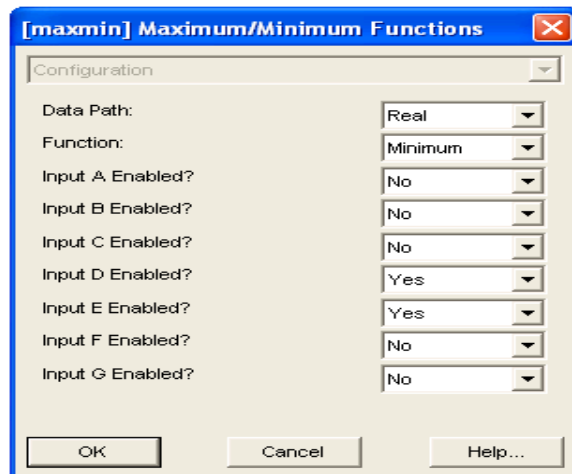 [maxmin] Maximum/Minimum Functions
Configuration
Data Path: Real
Function: Minimum
Input A Enabled? No
Input B Enabled? No
Input C Enabled? No
Input D Enabled? Yes
Input E Enabled? Yes
Input F Enabled? No
Input G Enabled? No
OK Cancel Help...